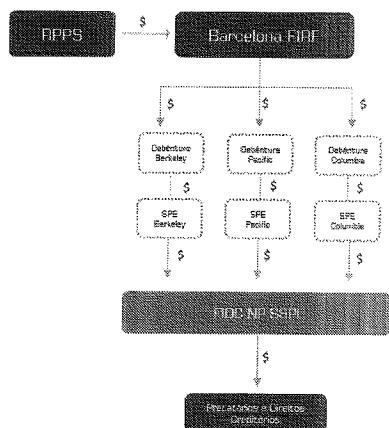 RPPS
$
Barcelona FIRF
$
$
$
Debênture
Berkeley
Debênture
Pacific
Debênture
Columbia
$
$
$
SPE
Berkeley
SPE
Pacific
SPE
Columbia
$
$
$
FIDC NP SSPI
$
Precatórios e Direitos
Creditórios